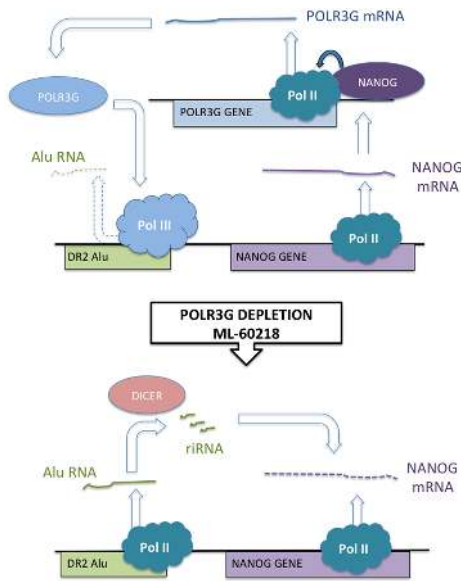 POLR3G mRNA
POLR3G
Pol II
NANOG
POLR3G GENE
Alu RNA
NANOG
mRNA
Pol III
Pol II
DR2 Alu
NANOG GENE
POLR3G DEPLETION
ML-60218
DICER
riRNA
Alu RNA
NANOG
mRNA
Pol II
Pol II
DR2 Alu
NANOG GENE